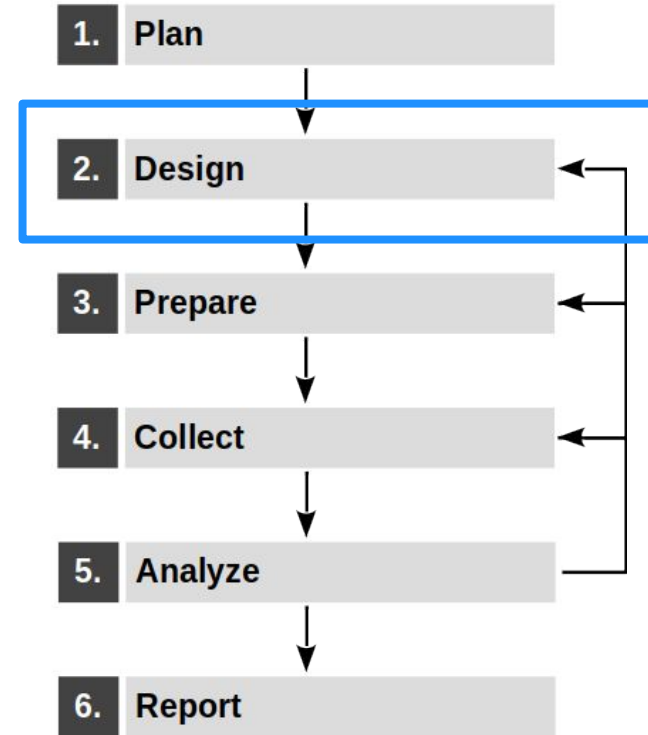 1. Plan
2. Design
3. Prepare
4. Collect
5. Analyze
6. Report